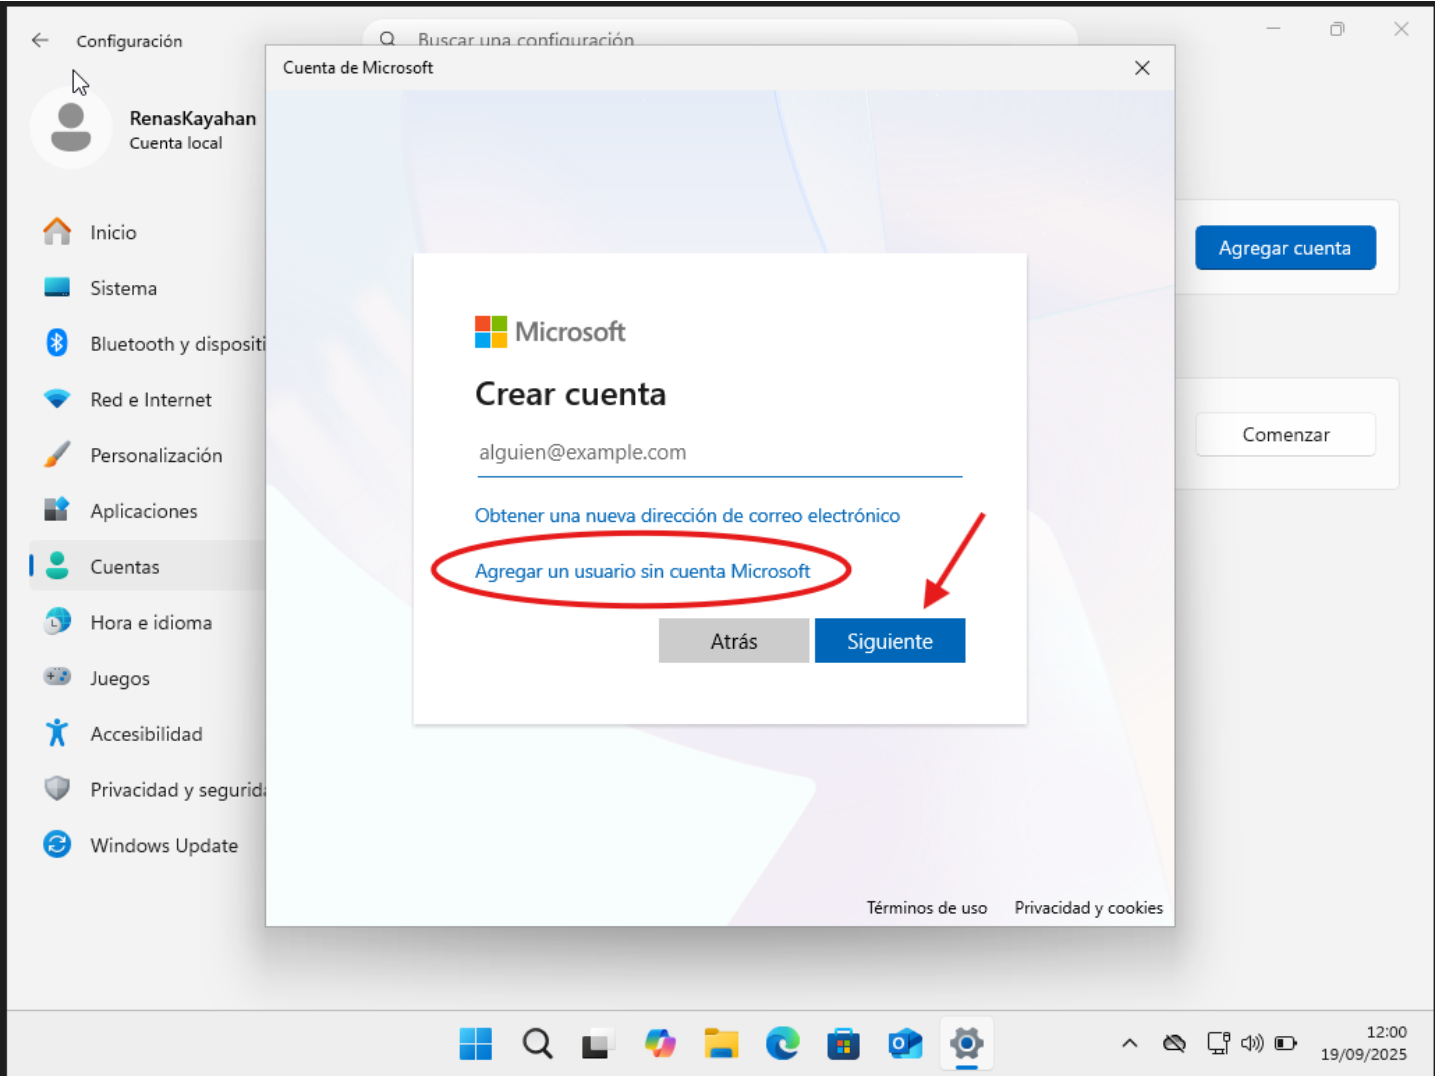 Configuración
Buscar una configuración
Cuenta de Microsoft
RenasKayahan
Cuenta local
Inicio
Sistema
Bluetooth y dispositi
Red e Internet
Personalización
Aplicaciones
Cuentas
Hora e idioma
Juegos
Accesibilidad
Privacidad y segurida
Windows Update
Microsoft
Crear cuenta
alguien@example.com
Obtener una nueva dirección de correo electrónico
Agregar un usuario sin cuenta Microsoft
Atrás
Siguiente
Términos de uso
Privacidad y cookies
Agregar cuenta
Comenzar
12:00
19/09/2025